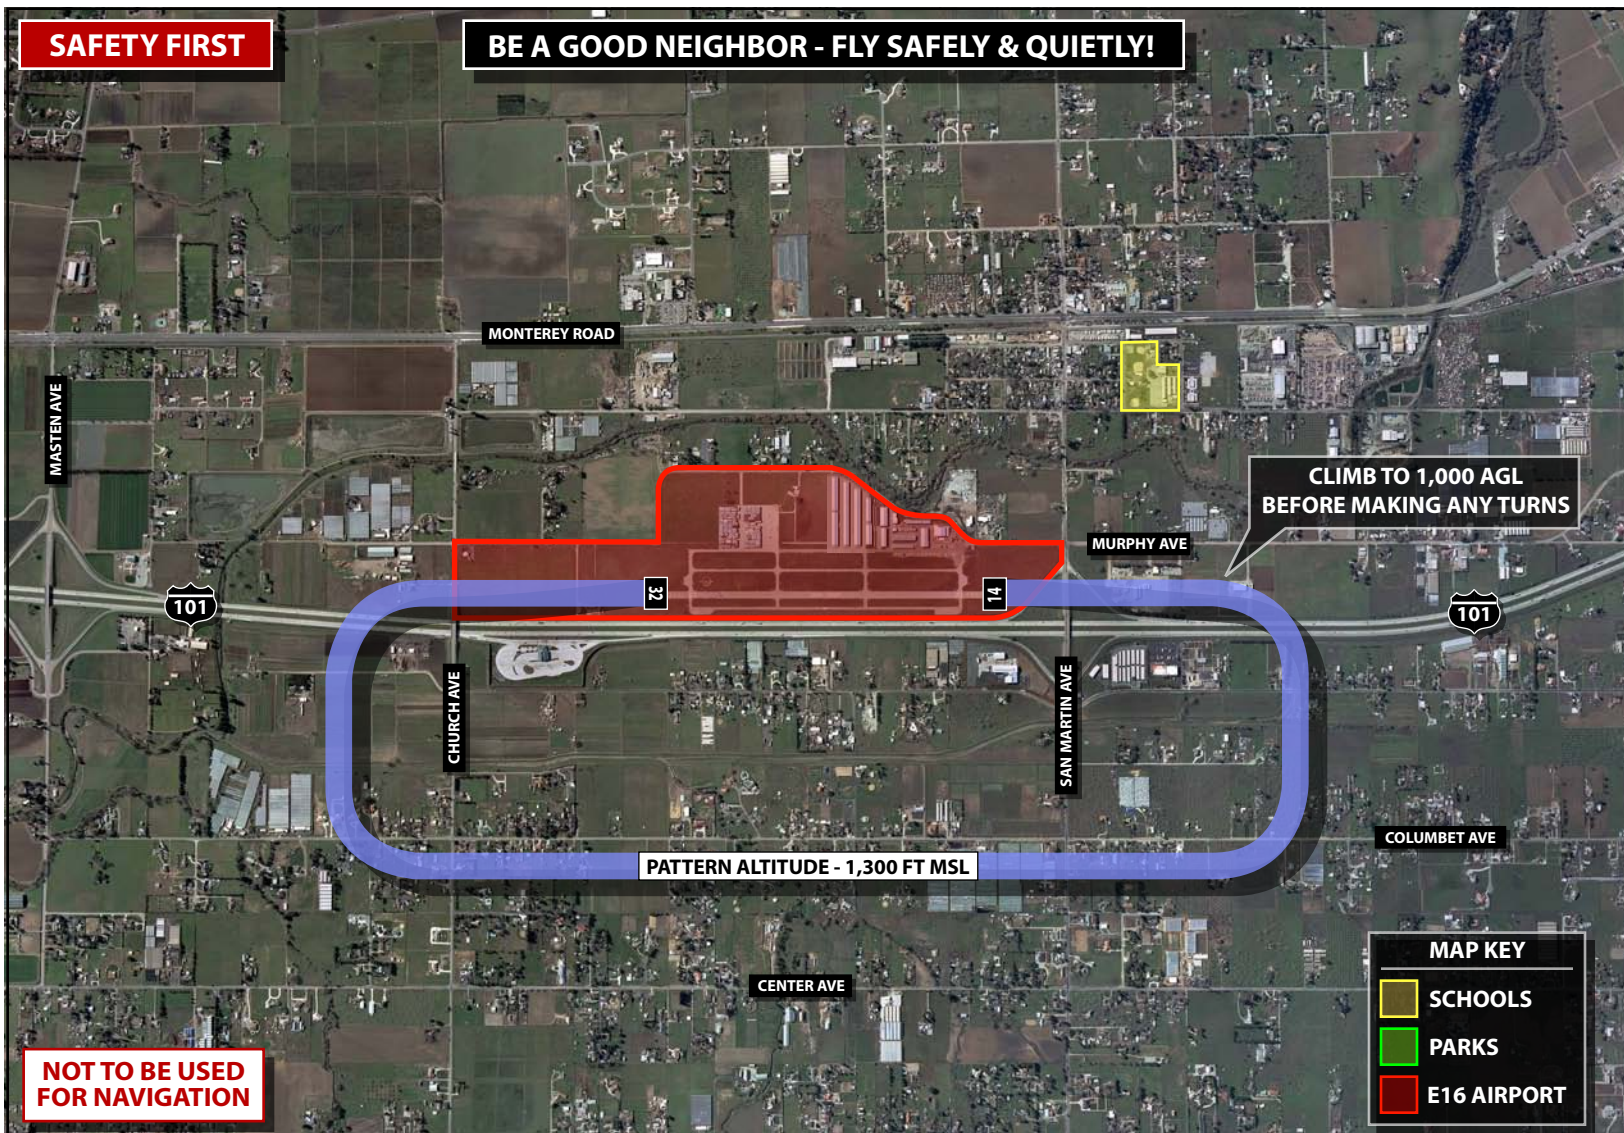 SAFETY FIRST
BE A GOOD NEIGHBOR - FLY SAFELY & QUIETLY!
MONTEREY ROAD
MASTEN AVE
CLIMB TO 1,000 AGL
BEFORE MAKING ANY TURNS
MURPHY AVE
32
14
101
101
CHURCH AVE
SAN MARTIN AVE
COLUMBET AVE
PATTERN ALTITUDE - 1,300 FT MSL
CENTER AVE
MAP KEY
SCHOOLS
PARKS
E16 AIRPORT
NOT TO BE USED
FOR NAVIGATION